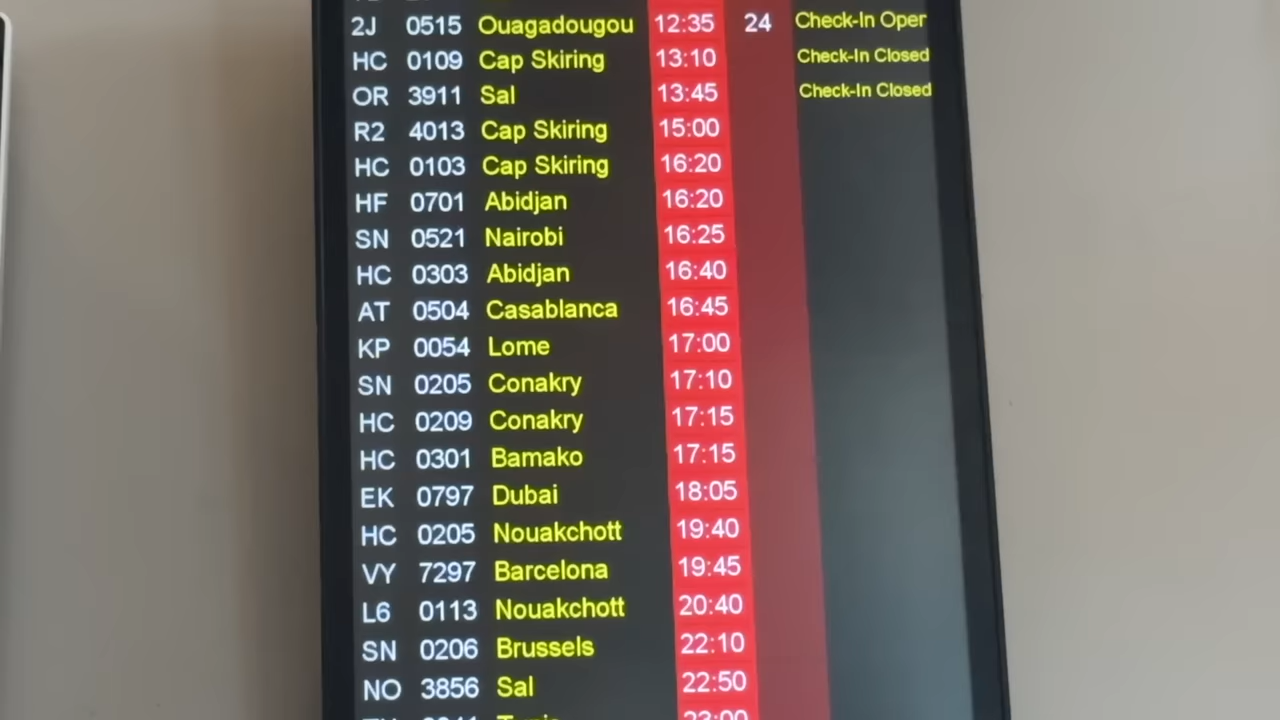 2J 0515 Ouagadougou 12:35 24 Check-In Open
HC 0109 Cap Skiring 13:10 Check-In Closed
OR 3911 Sal 13:45 Check-In Closed
R2 4013 Cap Skiring 15:00
HC 0103 Cap Skiring 16:20
HF 0701 Abidjan 16:20
SN 0521 Nairobi 16:25
HC 0303 Abidjan 16:40
AT 0504 Casablanca 16:45
KP 0054 Lome 17:00
SN 0205 Conakry 17:10
HC 0209 Conakry 17:15
HC 0301 Bamako 17:15
EK 0797 Dubai 18:05
HC 0205 Nouakchott 19:40
VY 7297 Barcelona 19:45
L6 0113 Nouakchott 20:40
SN 0206 Brussels 22:10
NO 3856 Sal 22:50
Tunis 23:00